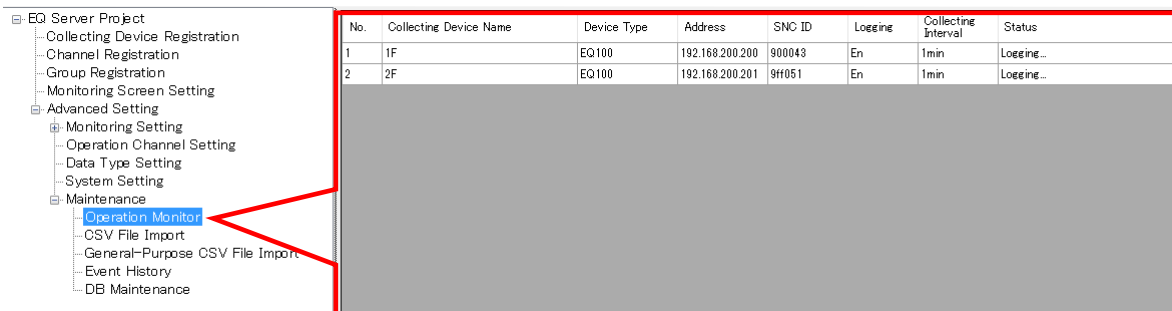 EQ Server Project
Collecting Device Registration
Channel Registration
Group Registration
Monitoring Screen Setting
Advanced Setting
Monitoring Setting
Operation Channel Setting
Data Type Setting
System Setting
Maintenance
Operation Monitor
CSV File Import
General-Purpose CSV File Import
Event History
DB Maintenance
No. Collecting Device Name Device Type Address SNC ID Logging Collecting Interval Status
1 1F EQ100 192.168.200.200 900043 En 1min Logging...
2 2F EQ100 192.168.200.201 9ff051 En 1min Logging...